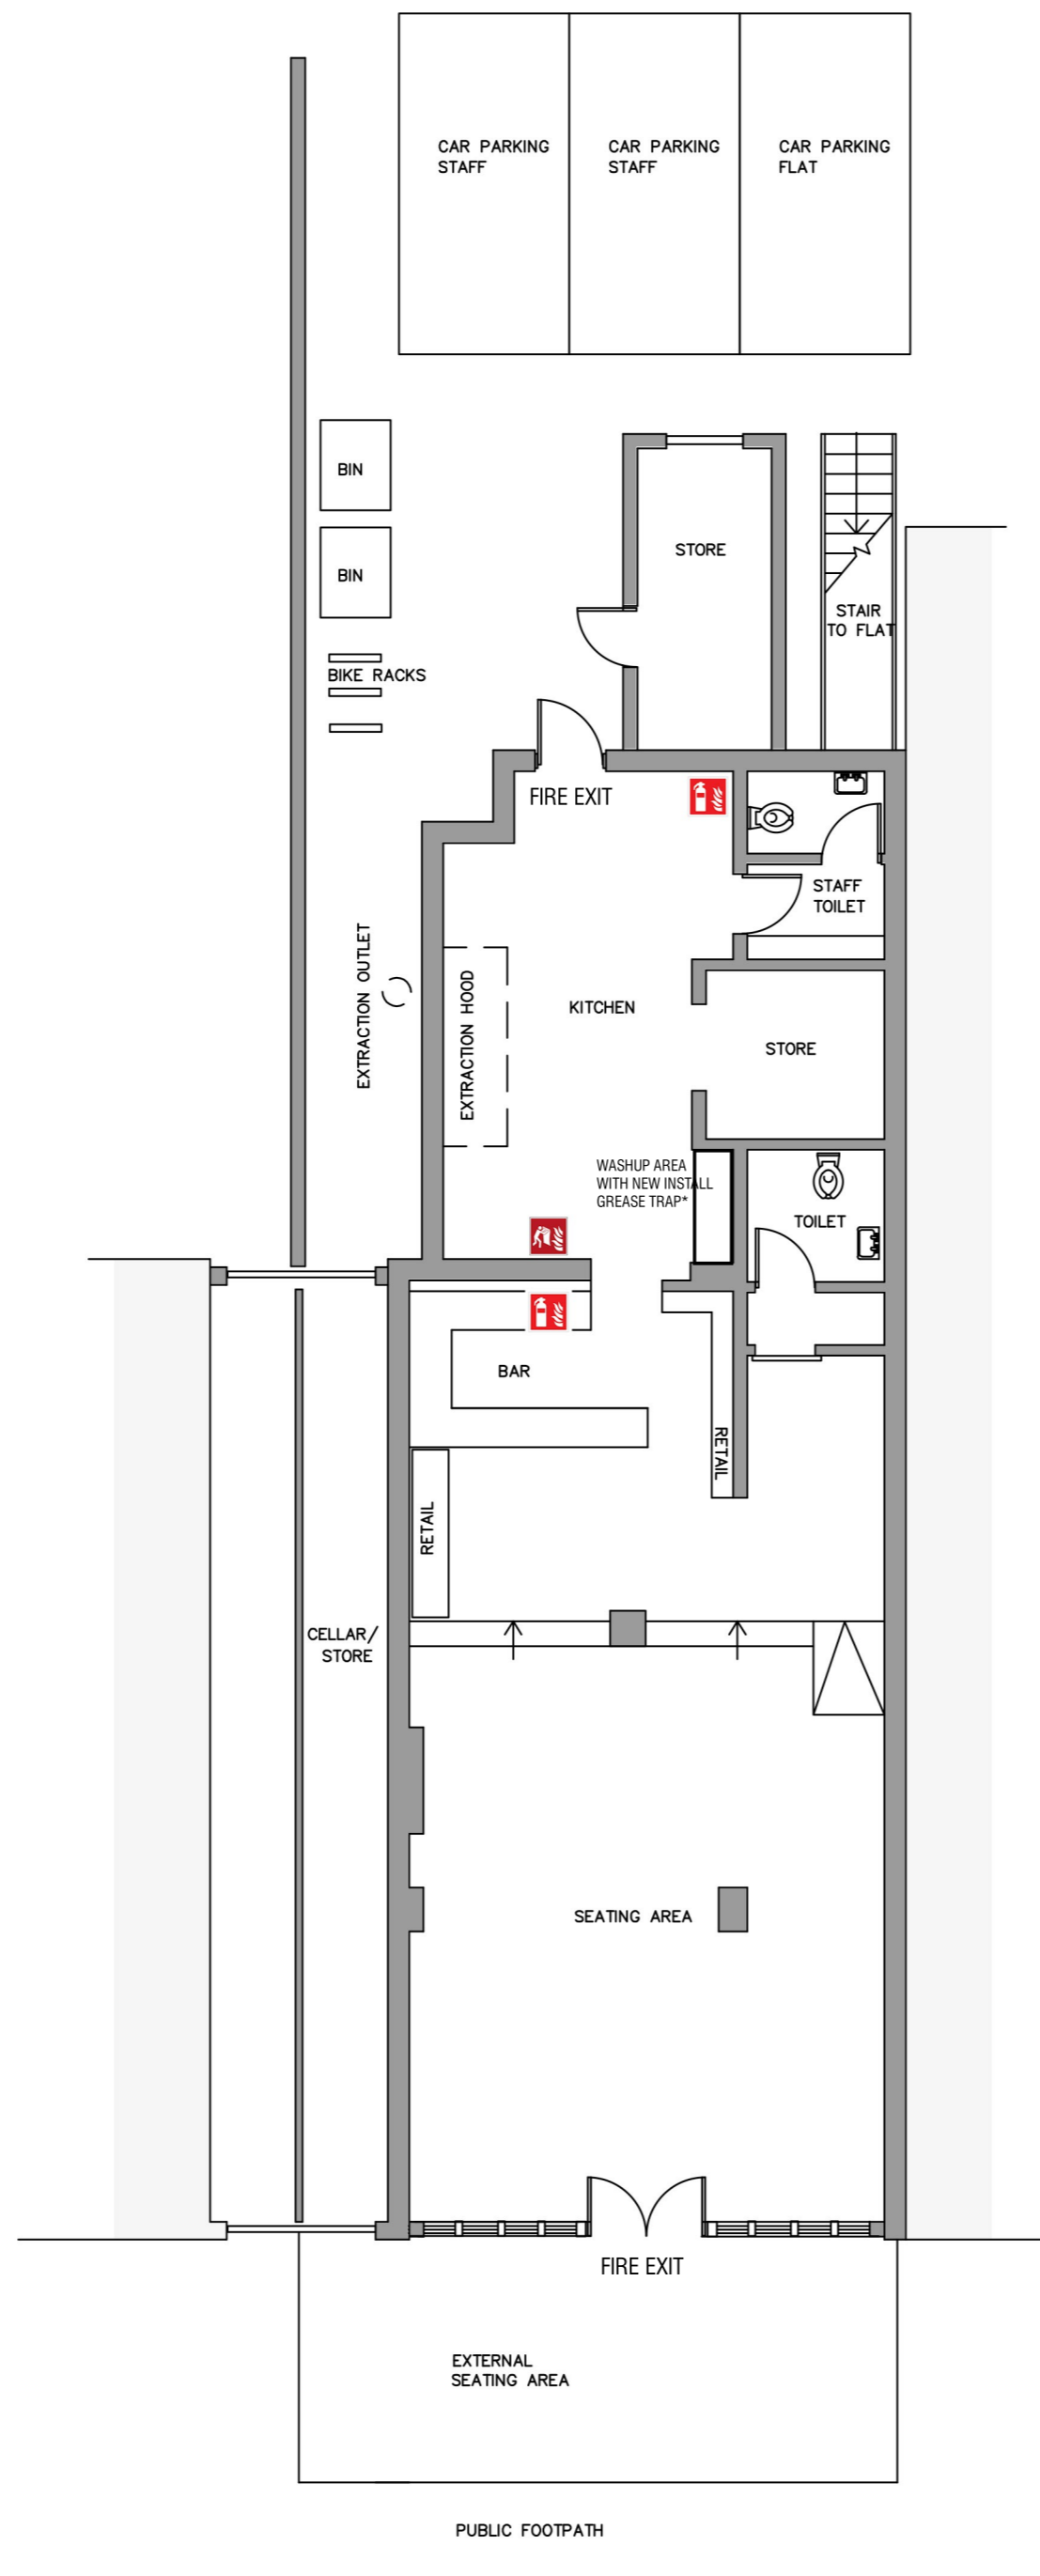 CAR PARKING
STAFF
CAR PARKING
STAFF
CAR PARKING
FLAT
BIN
BIN
BIKE RACKS
STORE
STAIR
TO FLAT
FIRE EXIT
STAFF
TOILET
EXTRACTION OUTLET
EXTRACTION HOOD
KITCHEN
STORE
WASHUP AREA
WITH NEW INSTALL
GREASE TRAP*
TOILET
BAR
RETAIL
RETAIL
CELLAR/
STORE
SEATING AREA
FIRE EXIT
EXTERNAL
SEATING AREA
PUBLIC FOOTPATH